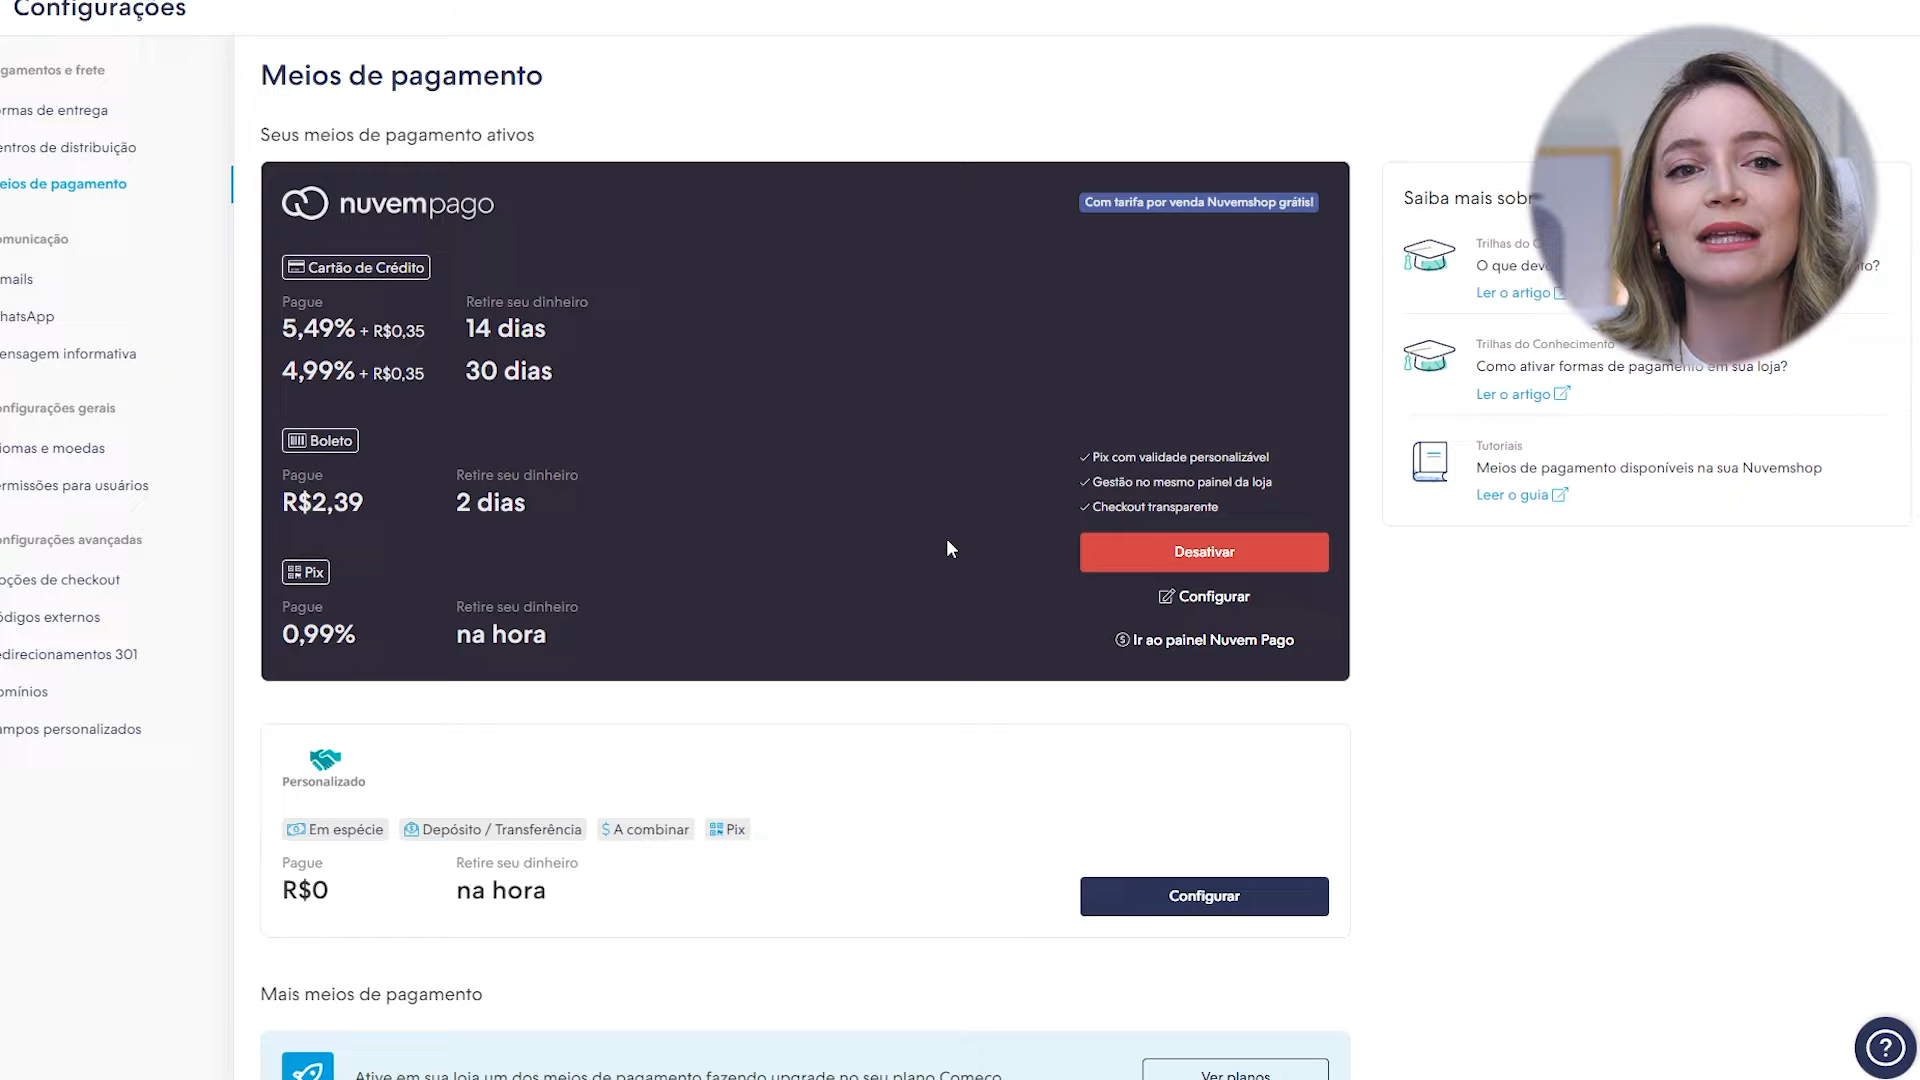 Configurações
gamentos e frete
rmas de entrega
entros de distribuição
eios de pagamento
omunicação
mails
hatsApp
ensagem informativa
onfigurações gerais
iomas e moedas
ermissões para usuários
onfigurações avançadas
pções de checkout
ódigos externos
edirecionamentos 301
omínios
ampos personalizados
Meios de pagamento
Seus meios de pagamento ativos
nuvempago
Com tarifa por venda Nuvemshop grátis!
Cartão de Crédito
Pague Retire seu dinheiro
5,49% + R$0,35 14 dias
4,99% + R$0,35 30 dias
Boleto
Pague Retire seu dinheiro
R$2,39 2 dias
Pix
Pague Retire seu dinheiro
0,99% na hora
Pix com validade personalizável
Gestão no mesmo painel da loja
Checkout transparente
Desativar
Configurar
Ir ao painel Nuvem Pago
Personalizado
Em espécie Depósito / Transferência $ A combinar Pix
Pague Retire seu dinheiro
R$0 na hora
Configurar
Mais meios de pagamento
Ative em sua loja um dos meios de pagamento fazendo upgrade no seu plano Começo
Ver planos
Saiba mais sobr
Trilhas do
O que dev to?
Ler o artigo
Trilhas do Conhecimento
Como ativar formas de pagamento em sua loja?
Ler o artigo
Tutoriais
Meios de pagamento disponíveis na sua Nuvemshop
Leer o guia
?